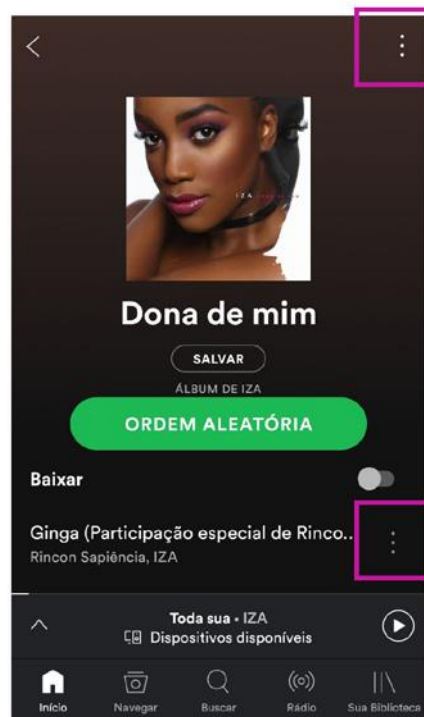 IZA
Dona de mim
SALVAR
ÁLBUM DE IZA
ORDEM ALEATÓRIA
Baixar
Ginga (Participação especial de Rinco..
Rincon Sapiência, IZA
Toda sua • IZA
Dispositivos disponíveis
Início Navegar Buscar Rádio Sua Biblioteca